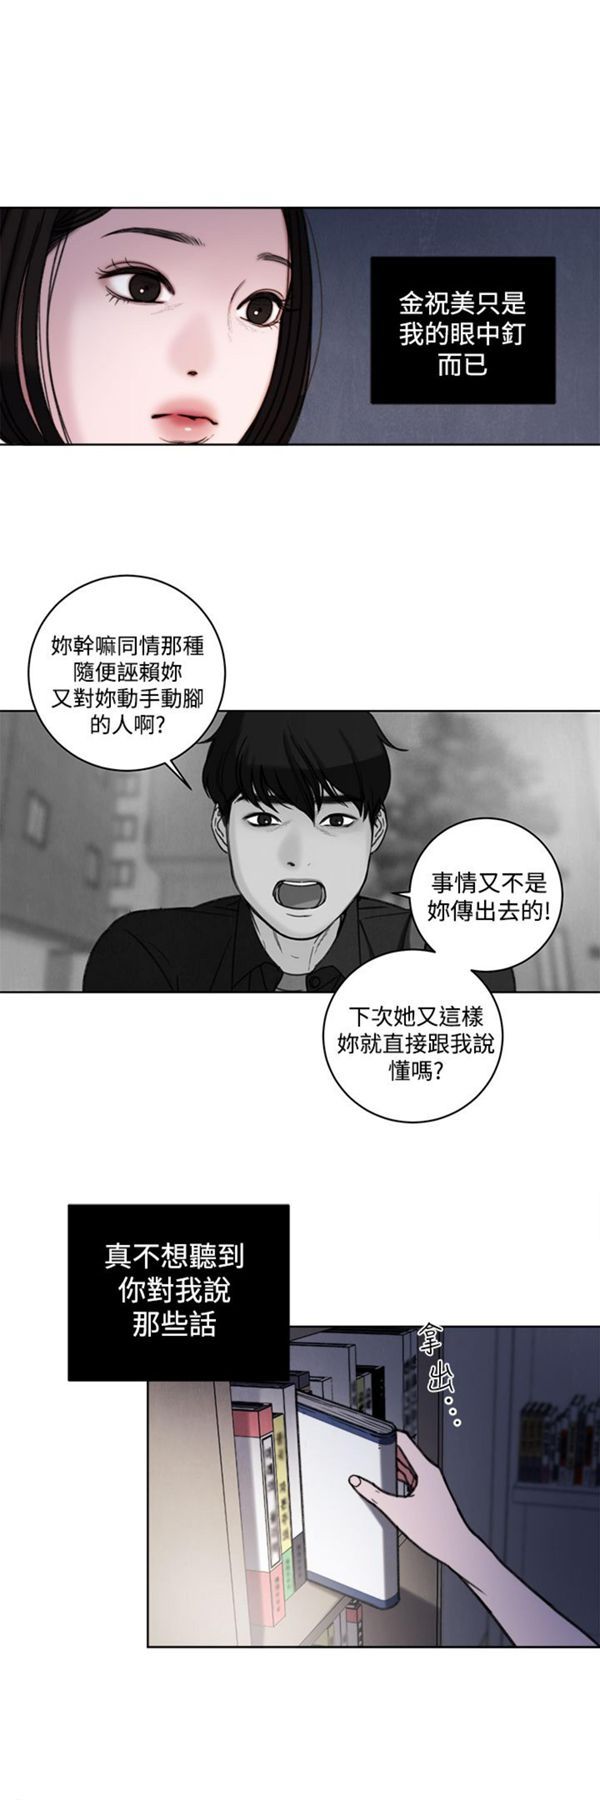 金祝美只是
我的眼中釘
而已
妳幹嘛同情那種
隨便誣賴妳
又對妳動手動腳
的人啊?
事情又不是
妳傳出去的!
下次她又這樣
妳就直接跟我說
懂嗎?
真不想聽到
你對我說
那些話
拿出…